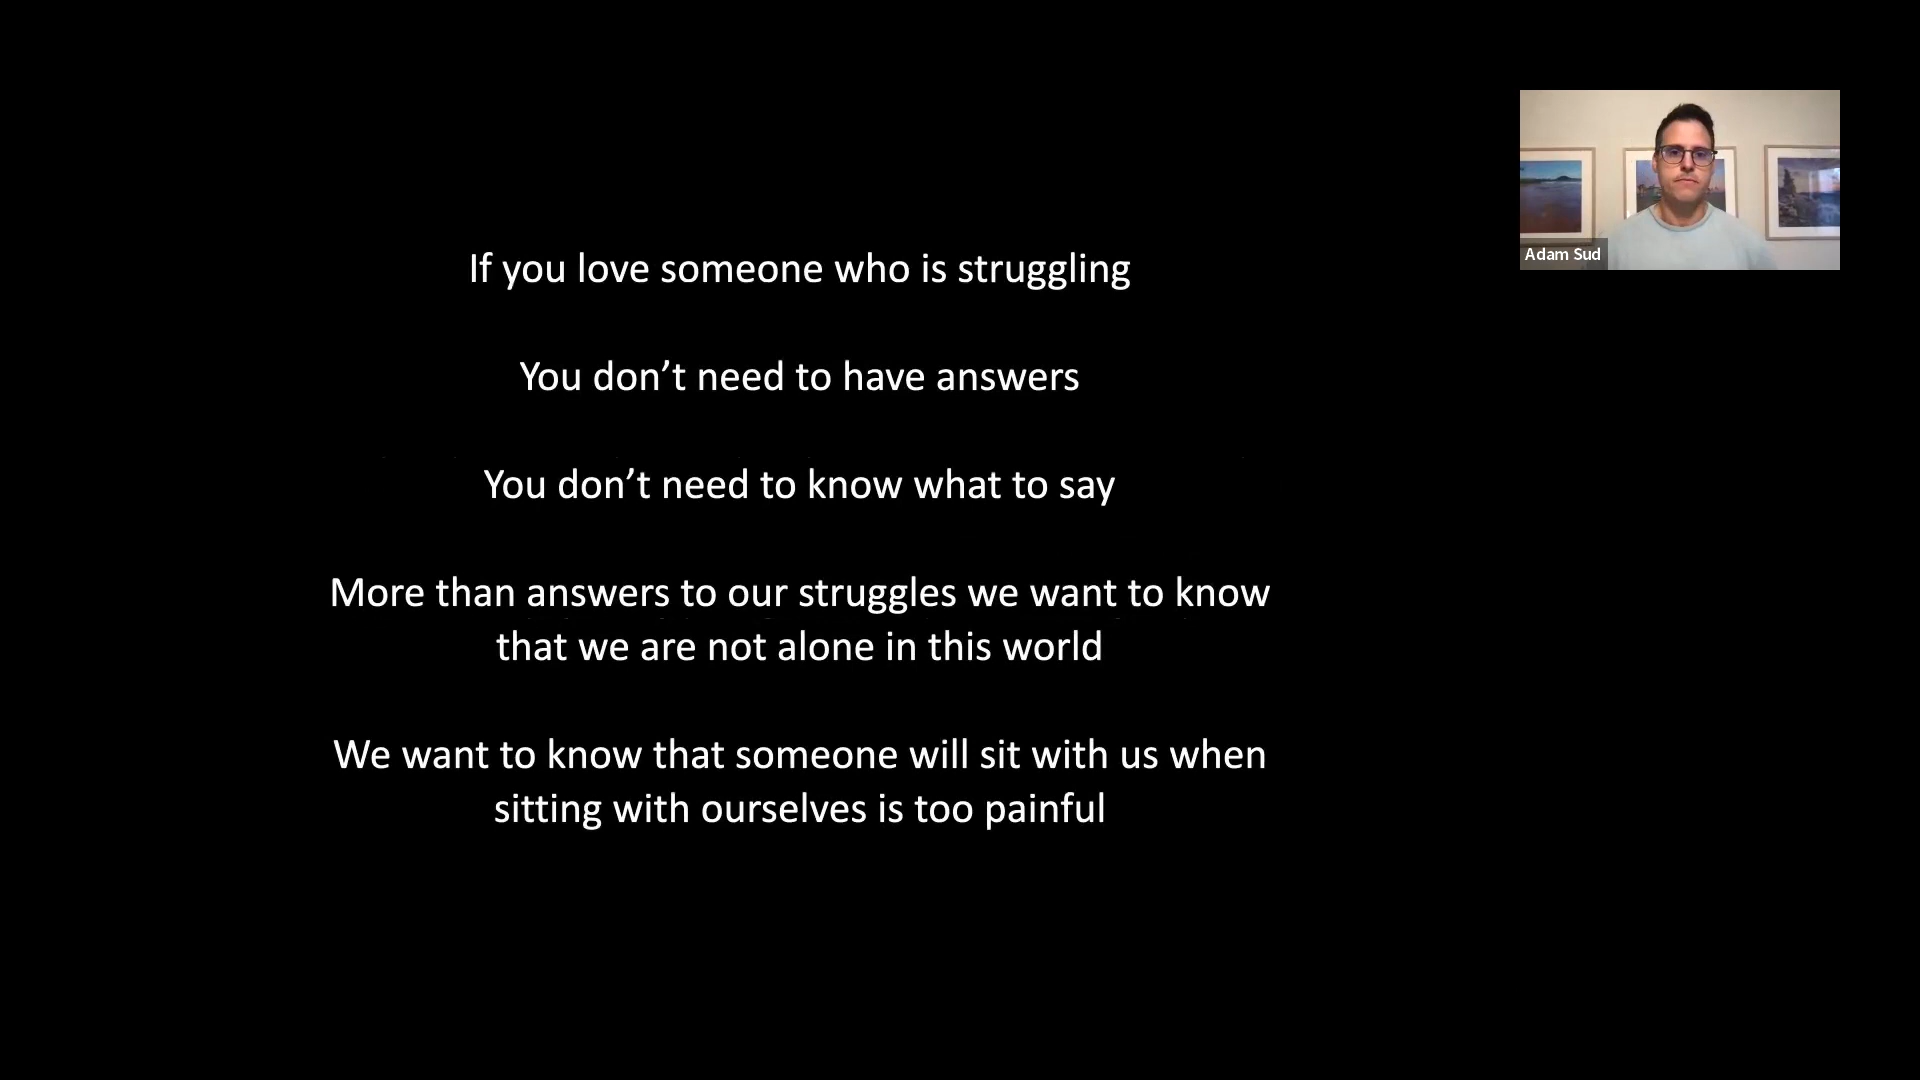 If you love someone who is struggling
You don’t need to have answers
You don’t need to know what to say
More than answers to our struggles we want to know
that we are not alone in this world
We want to know that someone will sit with us when
sitting with ourselves is too painful
Adam Sud